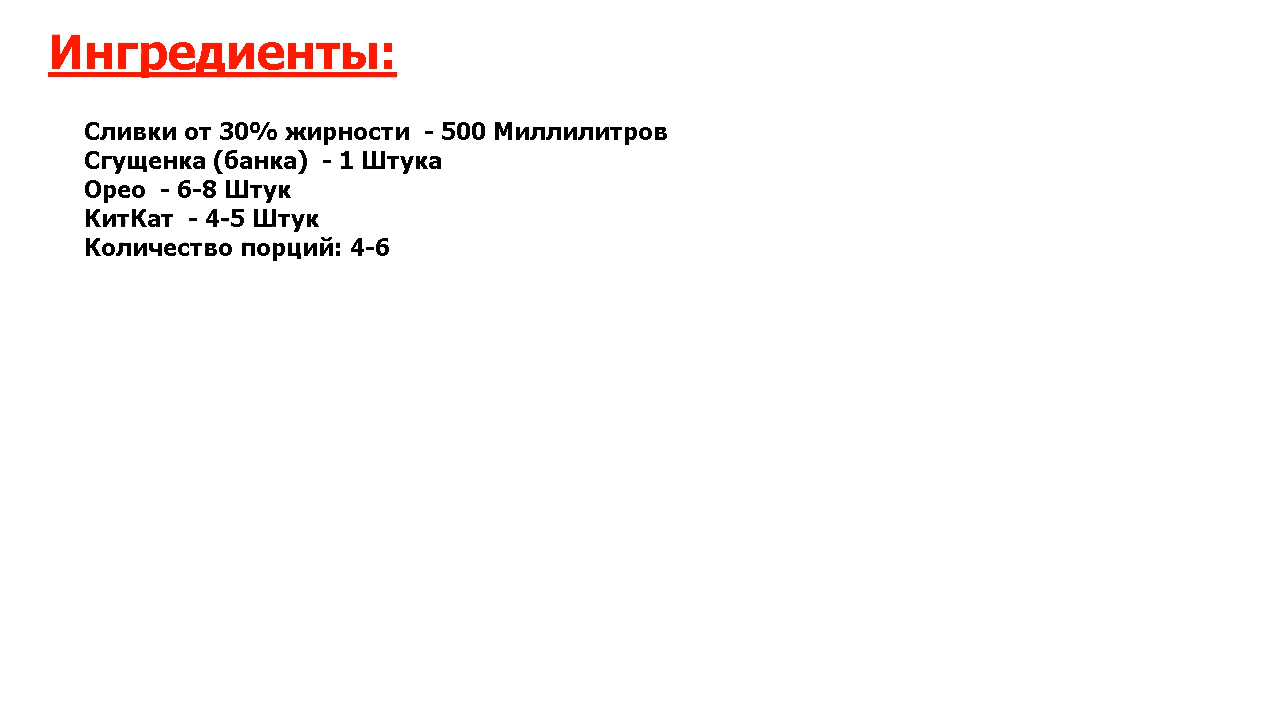 Ингредиенты:
Сливки от 30% жирности  - 500 Миллилитров
Сгущенка (банка)  - 1 Штука
Орео  - 6-8 Штук
КитКат  - 4-5 Штук
Количество порций: 4-6